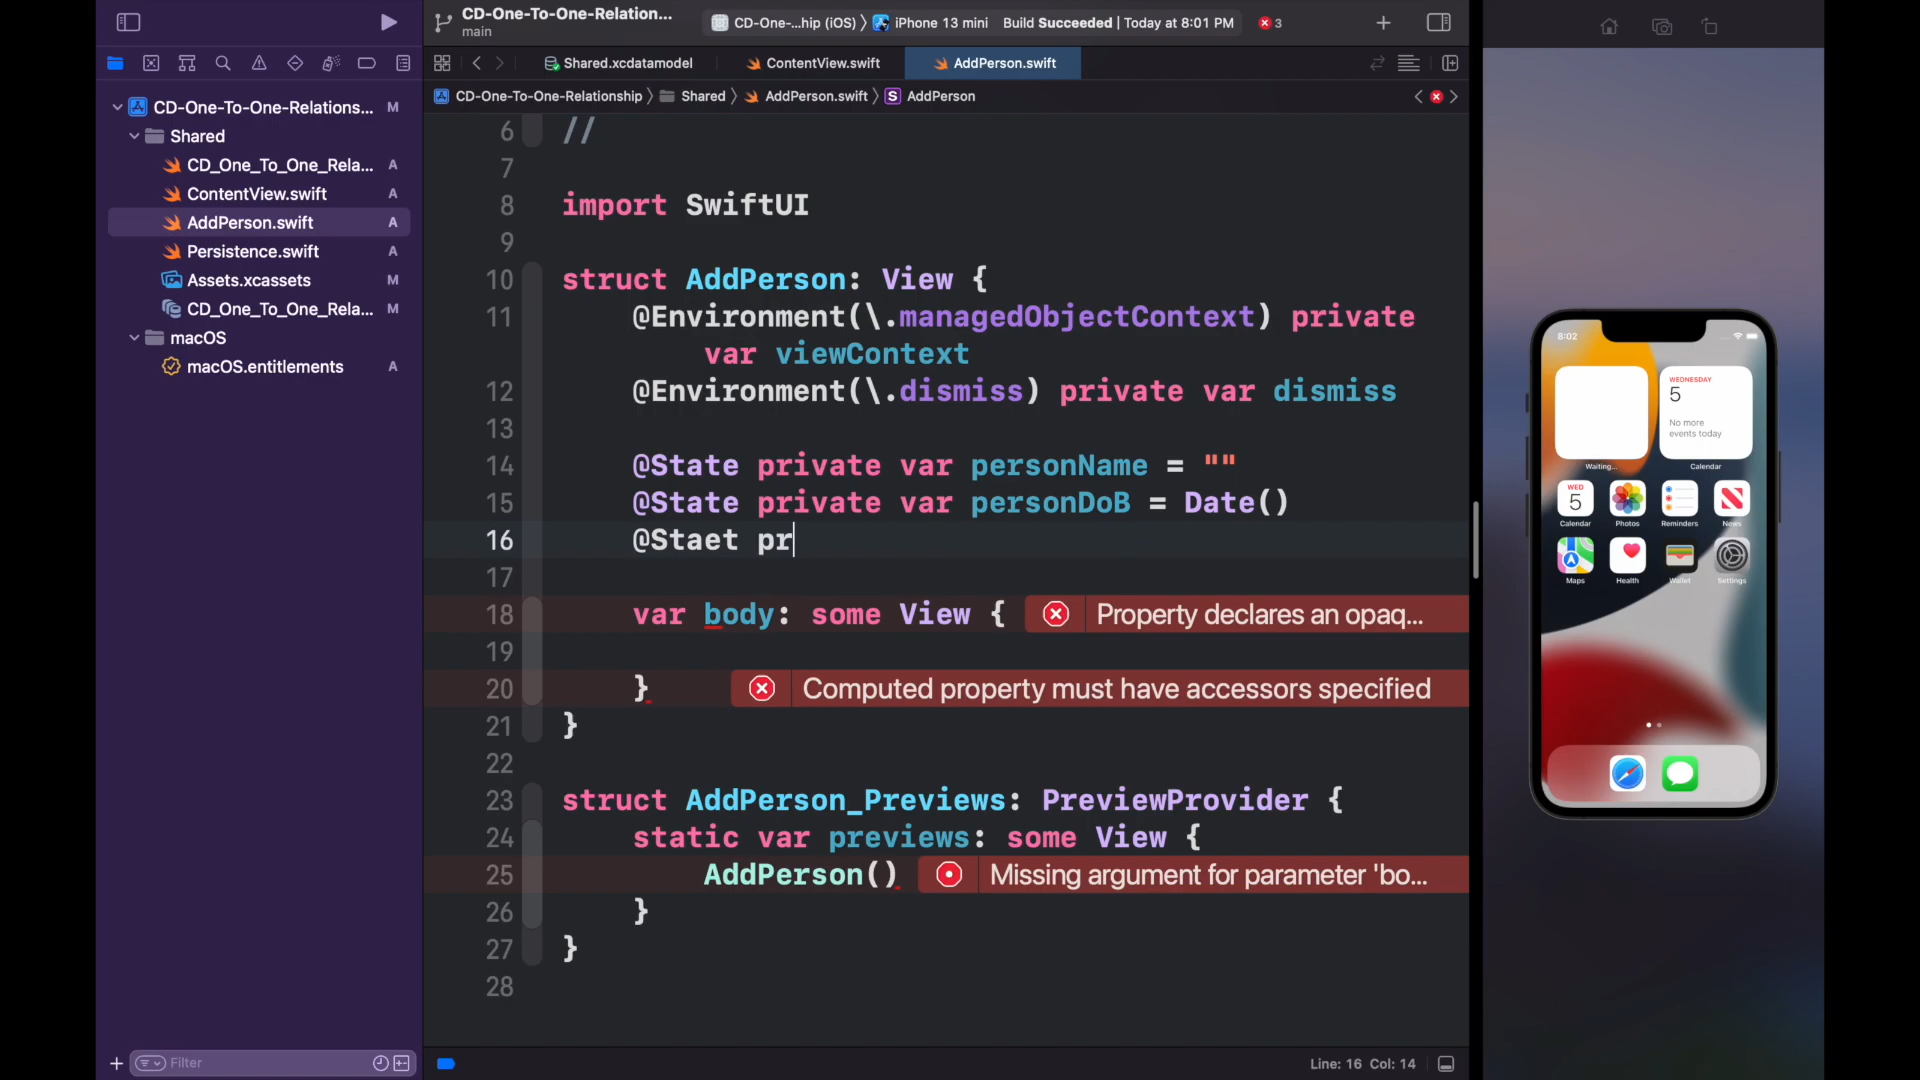 CD-One-To-One-Relation...
main
CD-One-...hip (iOS) 〉 iPhone 13 mini
Build Succeeded | Today at 8:01 PM
3
Shared.xcdatamodel
ContentView.swift
AddPerson.swift
CD-One-To-One-Relationship 〉 Shared 〉 AddPerson.swift 〉 S AddPerson
CD-One-To-One-Relations... M
Shared
CD_One_To_One_Rela... A
ContentView.swift A
AddPerson.swift A
Persistence.swift A
Assets.xcassets M
CD_One_To_One_Rela... M
macOS
macOS.entitlements A
Filter
6 //
7
8 import SwiftUI
9
10 struct AddPerson: View {
11 @Environment(\.managedObjectContext) private
var viewContext
12 @Environment(\.dismiss) private var dismiss
13
14 @State private var personName = ""
15 @State private var personDoB = Date()
16 @Staet pr
17
18 var body: some View { Property declares an opaq...
19
20 } Computed property must have accessors specified
21 }
22
23 struct AddPerson_Previews: PreviewProvider {
24 static var previews: some View {
25 AddPerson() Missing argument for parameter 'bo...
26 }
27 }
28
Line: 16 Col: 14
8:02
WEDNESDAY
5
No more
events today
Waiting...
Calendar
WED
5
Calendar
Photos
Reminders
News
Maps
Health
Wallet
Settings